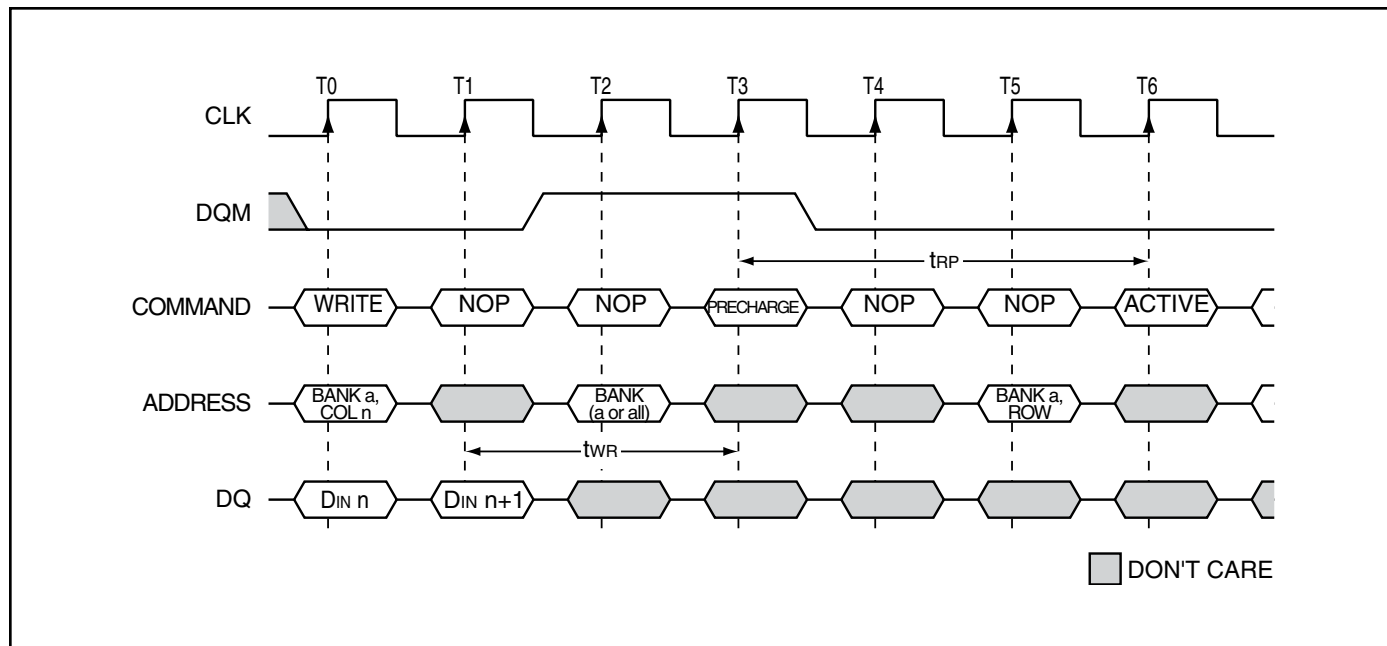 T0 T1 T2 T3 T4 T5 T6
CLK
DQM
tRP
COMMAND WRITE NOP NOP PRECHARGE NOP NOP ACTIVE
ADDRESS BANK a, COL n BANK (a or all) BANK a, ROW
tWR
DQ DIN n DIN n+1
DON'T CARE